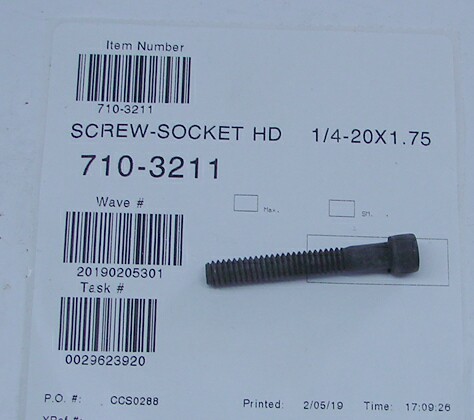 Item Number
710-3211
SCREW-SOCKET HD 1/4-20X1.75
710-3211
Wave #
Max.
20190205301
Task #
0029623920
P.O. #: CCS0288 Printed: 2/05/19 Time: 17:09:26